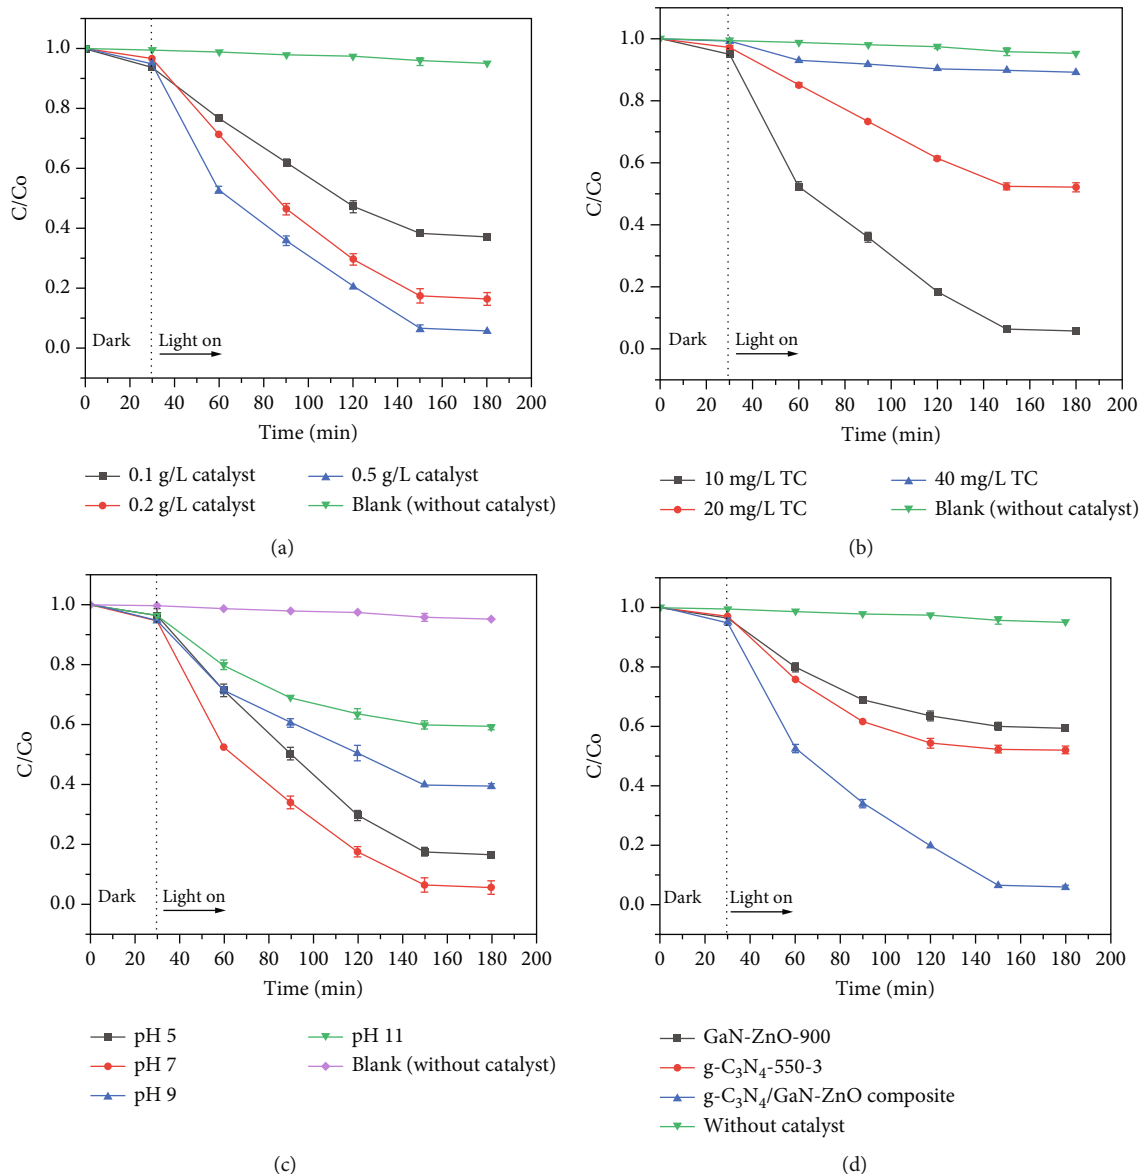 1.0
0.8
0.6
0.4
0.2
0.0
C/Co
Dark
Light on
0 20 40 60 80 100 120 140 160 180 200
Time (min)
0.1 g/L catalyst
0.5 g/L catalyst
0.2 g/L catalyst
Blank (without catalyst)
(a)
1.0
0.8
0.6
0.4
0.2
0.0
C/Co
Dark
Light on
0 20 40 60 80 100 120 140 160 180 200
Time (min)
10 mg/L TC
40 mg/L TC
20 mg/L TC
Blank (without catalyst)
(b)
1.0
0.8
0.6
0.4
0.2
0.0
C/Co
Dark
Light on
0 20 40 60 80 100 120 140 160 180 200
Time (min)
pH 5
pH 11
pH 7
Blank (without catalyst)
pH 9
(c)
1.0
0.8
0.6
0.4
0.2
0.0
C/Co
Dark
Light on
0 20 40 60 80 100 120 140 160 180 200
Time (min)
GaN-ZnO-900
g-C₃N₄-550-3
g-C₃N₄/GaN-ZnO composite
Without catalyst
(d)